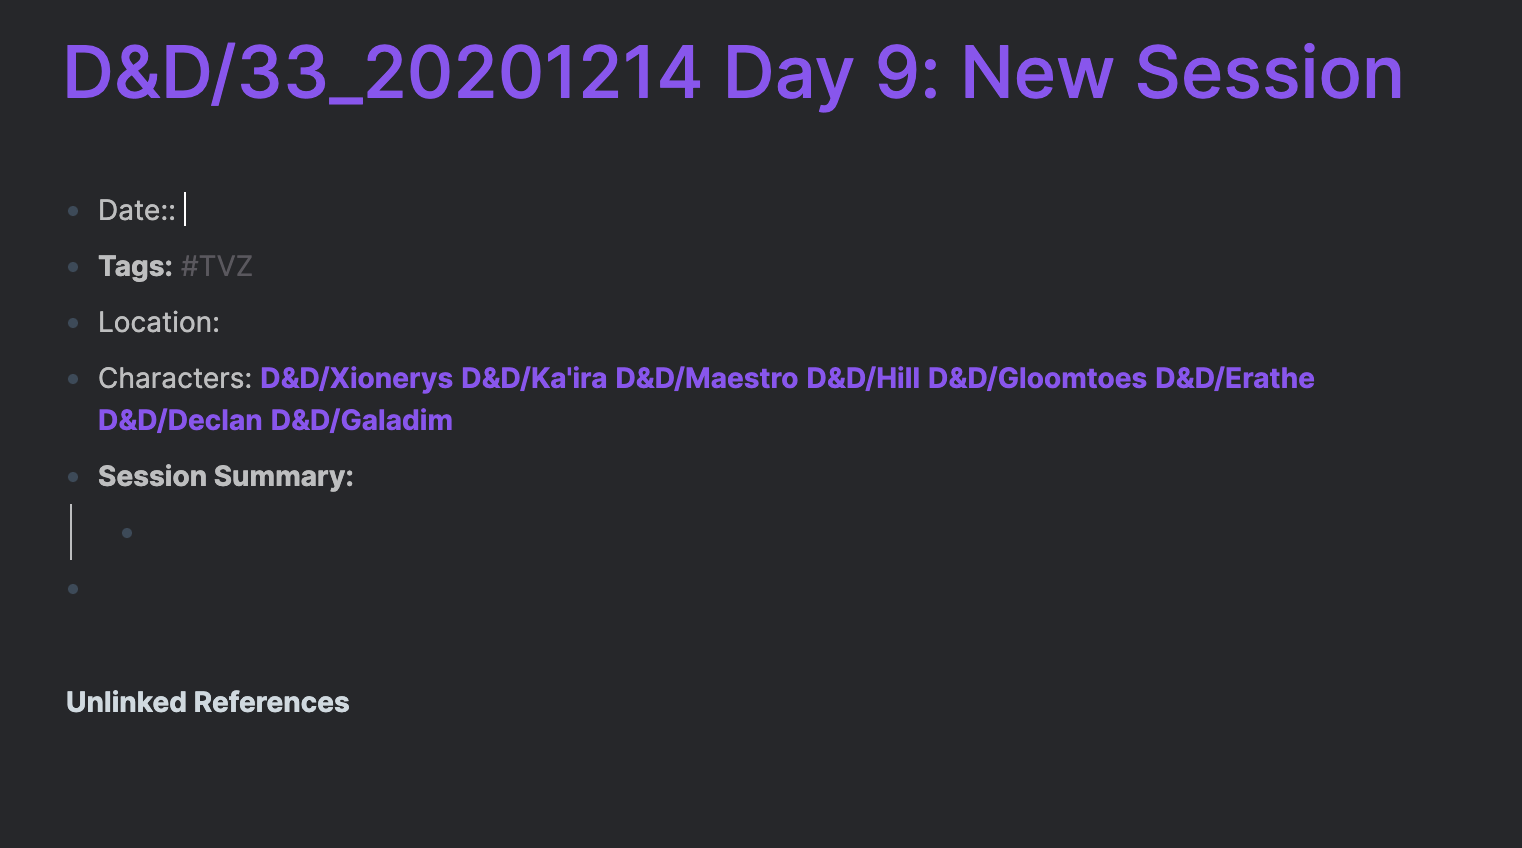 D&D/33_20201214 Day 9: New Session
Date::
Tags: #TVZ
Location:
Characters: D&D/Xionerys D&D/Ka'ira D&D/Maestro D&D/Hill D&D/Gloomtoes D&D/Erathe
D&D/Declan D&D/Galadim
Session Summary:
Unlinked References